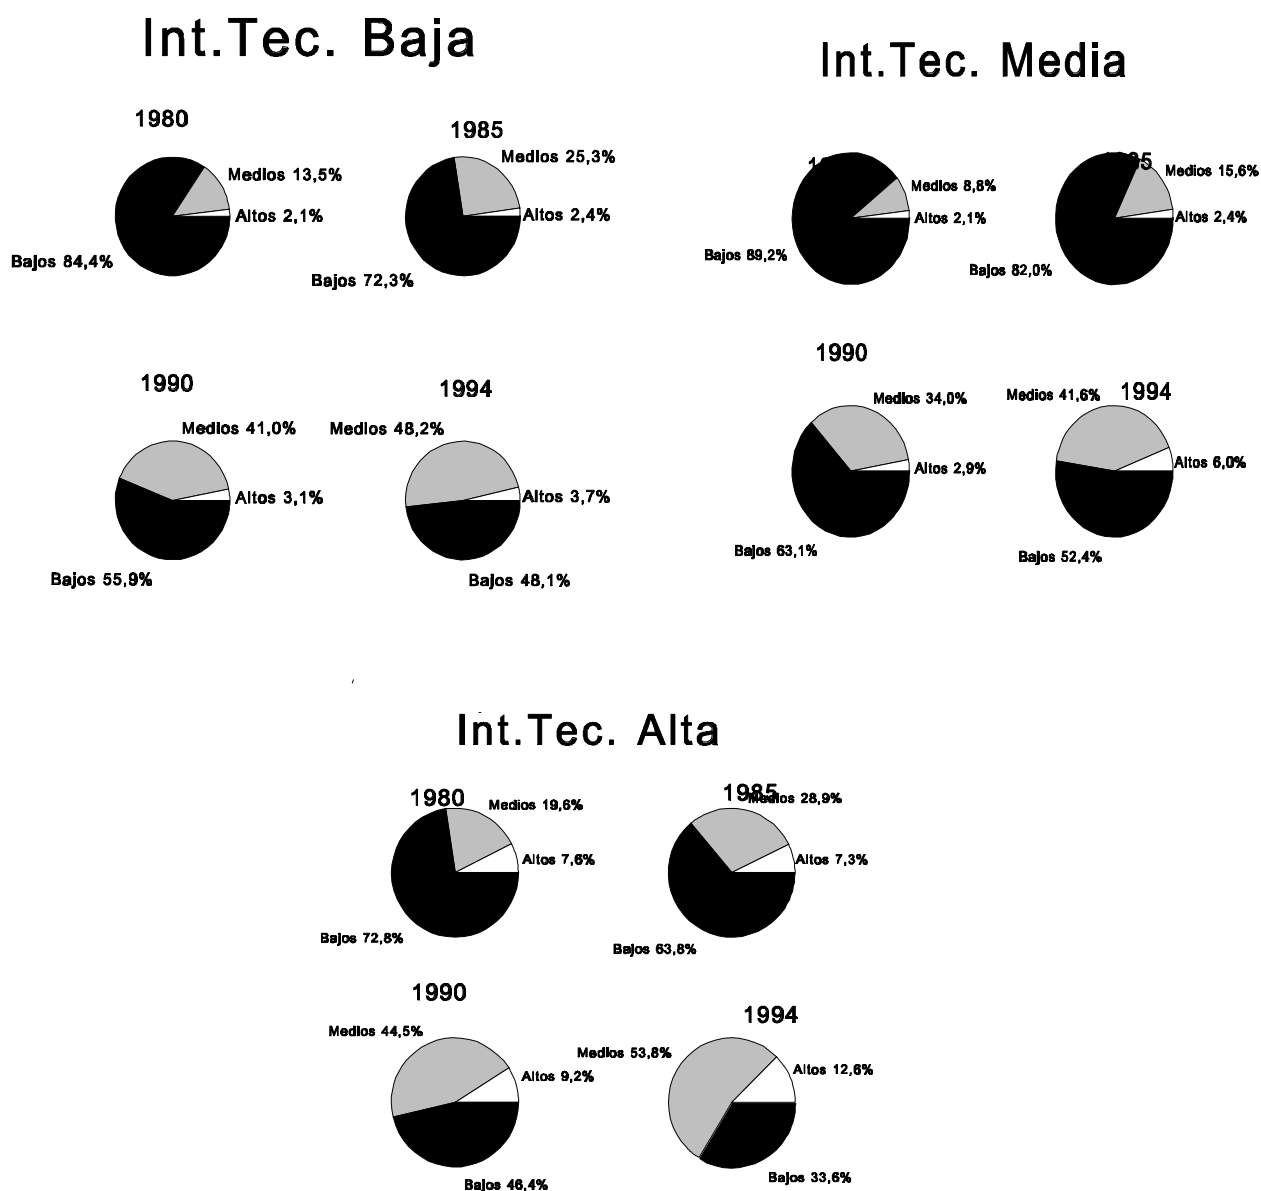 Int.Tec. Baja
1980
Medios 13,5%
Altos 2,1%
Bajos 84,4%
1985
Medios 25,3%
Altos 2,4%
Bajos 72,3%
1990
Medios 41,0%
Altos 3,1%
Bajos 55,9%
1994
Medios 48,2%
Altos 3,7%
Bajos 48,1%
Int.Tec. Media
Medios 8,8%
Altos 2,1%
Bajos 89,2%
Medios 15,6%
Altos 2,4%
Bajos 82,0%
1990
Medios 34,0%
Altos 2,9%
Bajos 63,1%
1994
Medios 41,6%
Altos 6,0%
Bajos 52,4%
Int.Tec. Alta
1980
Medios 19,6%
Altos 7,6%
Bajos 72,8%
1985
Medios 28,9%
Altos 7,3%
Bajos 63,8%
1990
Medios 44,5%
Altos 9,2%
Bajos 46,4%
1994
Medios 53,8%
Altos 12,6%
Bajos 33,6%